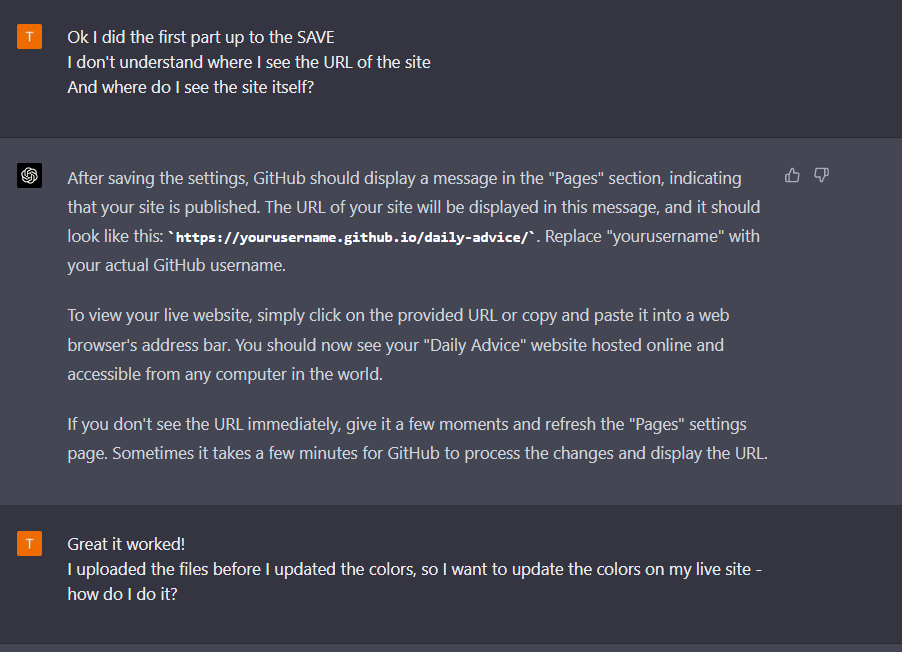 T
Ok I did the first part up to the SAVE
I don't understand where I see the URL of the site
And where do I see the site itself?
After saving the settings, GitHub should display a message in the "Pages" section, indicating
that your site is published. The URL of your site will be displayed in this message, and it should
look like this: `https://yourusername.github.io/daily-advice/`. Replace "yourusername" with
your actual GitHub username.
To view your live website, simply click on the provided URL or copy and paste it into a web
browser's address bar. You should now see your "Daily Advice" website hosted online and
accessible from any computer in the world.
If you don't see the URL immediately, give it a few moments and refresh the "Pages" settings
page. Sometimes it takes a few minutes for GitHub to process the changes and display the URL.
T
Great it worked!
I uploaded the files before I updated the colors, so I want to update the colors on my live site -
how do I do it?